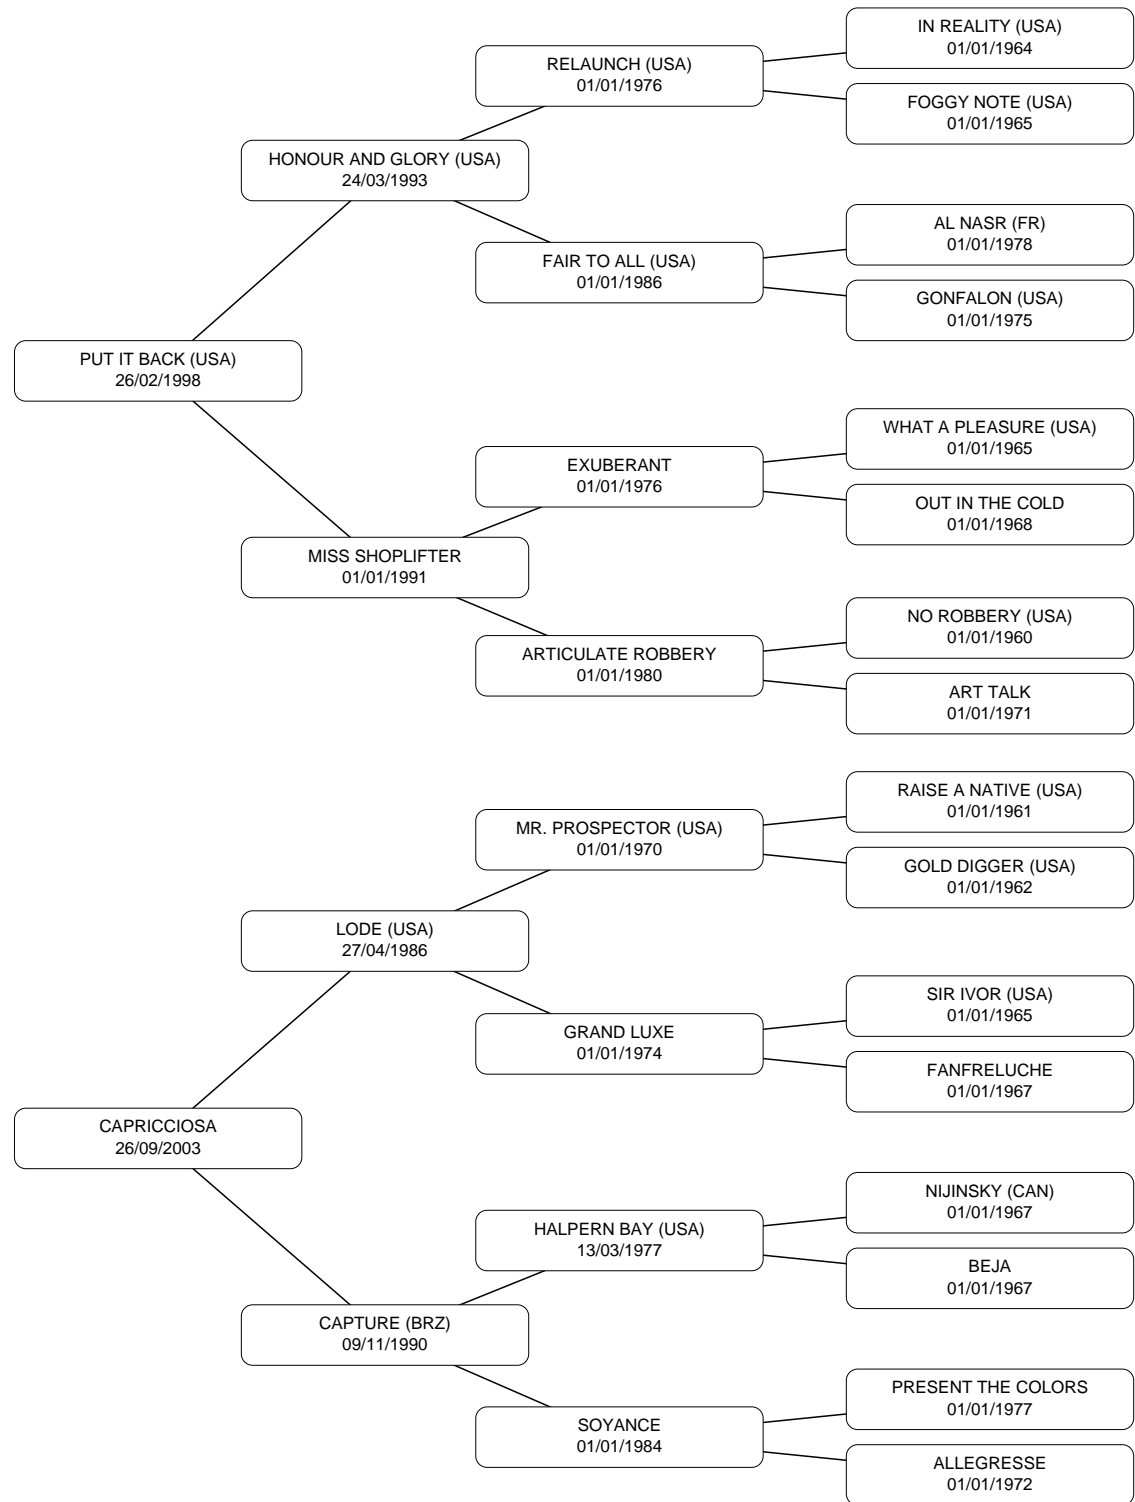 IN REALITY (USA)
01/01/1964
RELAUNCH (USA)
01/01/1976
FOGGY NOTE (USA)
01/01/1965
HONOUR AND GLORY (USA)
24/03/1993
AL NASR (FR)
01/01/1978
FAIR TO ALL (USA)
01/01/1986
GONFALON (USA)
01/01/1975
PUT IT BACK (USA)
26/02/1998
WHAT A PLEASURE (USA)
01/01/1965
EXUBERANT
01/01/1976
OUT IN THE COLD
01/01/1968
MISS SHOPLIFTER
01/01/1991
NO ROBBERY (USA)
01/01/1960
ARTICULATE ROBBERY
01/01/1980
ART TALK
01/01/1971
RAISE A NATIVE (USA)
01/01/1961
MR. PROSPECTOR (USA)
01/01/1970
GOLD DIGGER (USA)
01/01/1962
LODE (USA)
27/04/1986
SIR IVOR (USA)
01/01/1965
GRAND LUXE
01/01/1974
FANFRELUCHE
01/01/1967
CAPRICCIOSA
26/09/2003
NIJINSKY (CAN)
01/01/1967
HALPERN BAY (USA)
13/03/1977
BEJA
01/01/1967
CAPTURE (BRZ)
09/11/1990
PRESENT THE COLORS
01/01/1977
SOYANCE
01/01/1984
ALLEGRESSE
01/01/1972